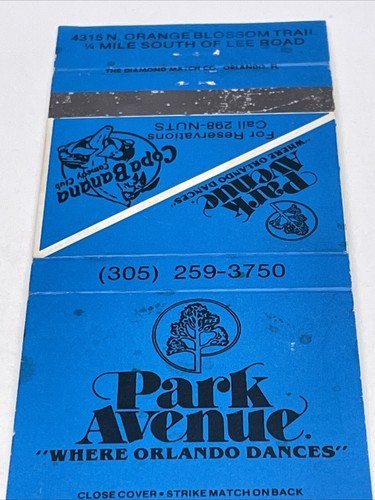 4315 N. ORANGE BLOSSOM TRAIL
¼ MILE SOUTH OF LEE ROAD
THE DIAMOND MATCH CO., ORLANDO, FL
For Reservations
Call 298-NUTS
Copa Banana
Comedy Club
Park
Avenue
"WHERE ORLANDO DANCES"
(305) 259-3750
Park
Avenue.
"WHERE ORLANDO DANCES"
CLOSE COVER • STRIKE MATCH ON BACK